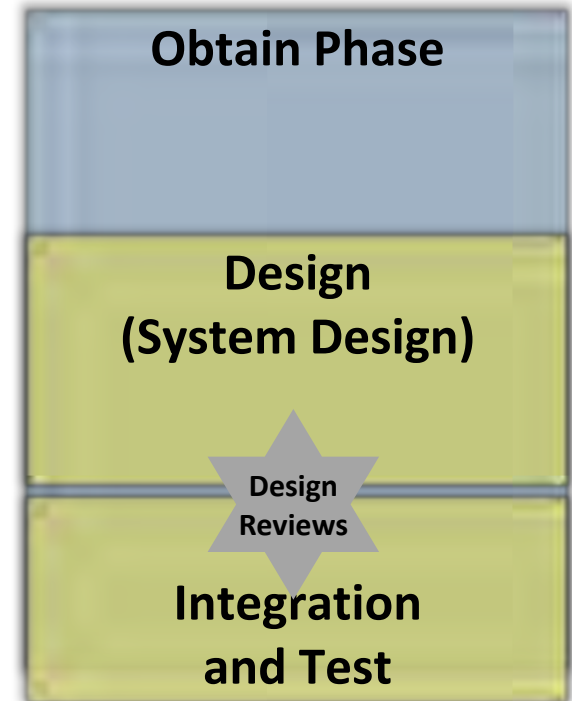 Obtain Phase
Design
(System Design)
Design
Reviews
Integration
and Test